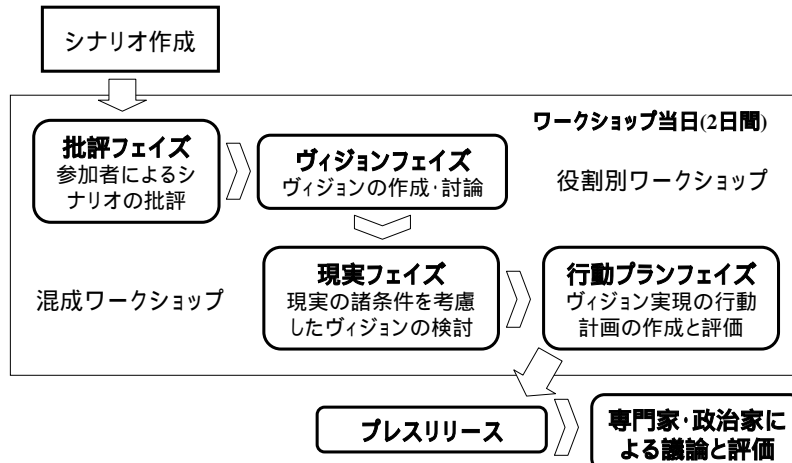 シナリオ作成
ワークショップ当日(2日間)
批評フェイズ
参加者によるシ
ナリオの批評
ヴィジョンフェイズ
ヴィジョンの作成・討論
役割別ワークショップ
混成ワークショップ
現実フェイズ
現実の諸条件を考慮
したヴィジョンの検討
行動プランフェイズ
ヴィジョン実現の行動
計画の作成と評価
プレスリリース
専門家・政治家に
よる議論と評価